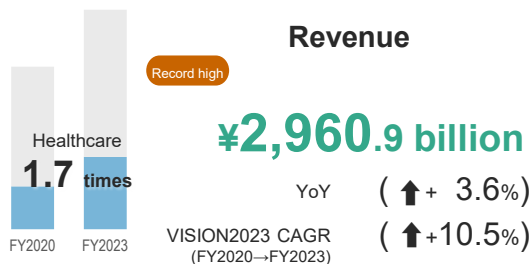 Revenue
Record high
¥2,960.9 billion
Healthcare
1.7 times
YoY ( ⬆+ 3.6%)
VISION2023 CAGR ( ⬆+10.5%)
(FY2020→FY2023)
FY2020 FY2023